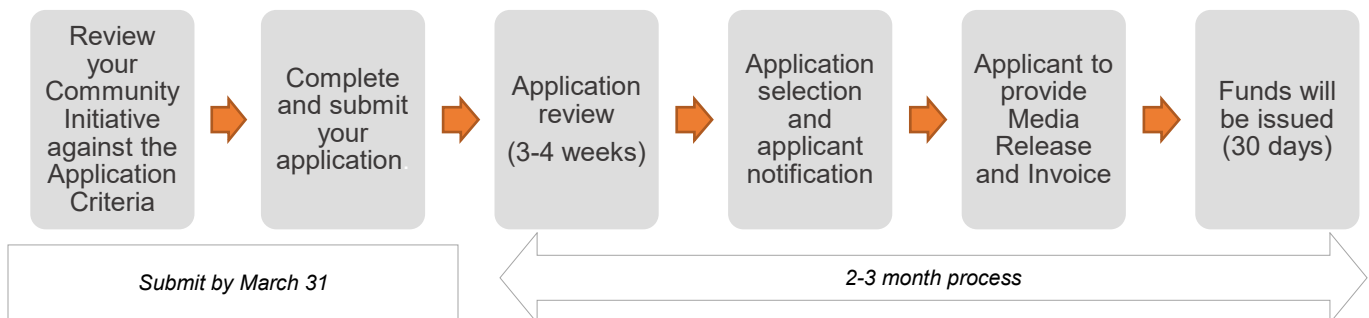 Review
your
Community
Initiative
against the
Application
Criteria
Complete
and submit
your
application.
Application
review
(3-4 weeks)
Application
selection
and
applicant
notification
Applicant to
provide
Media
Release
and Invoice
Funds will
be issued
(30 days)
Submit by March 31
2-3 month process